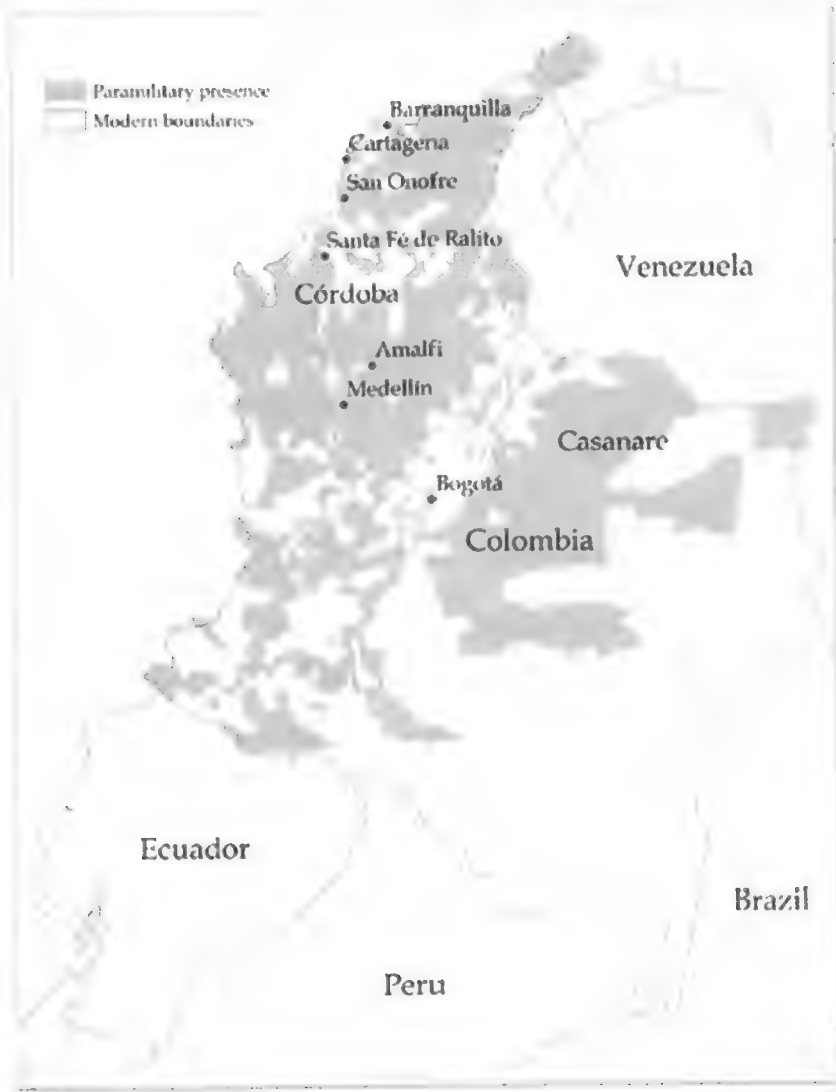 Paramilitary presence
Modern boundaries
Barranquilla
Cartagena
San Onofre
Santa Fé de Ralito
Venezuela
Córdoba
Amalfi
Medellín
Casanare
Bogotá
Colombia
Ecuador
Brazil
Peru